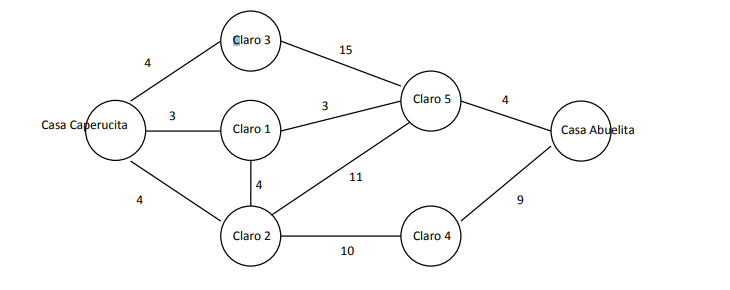 Claro 3
15
4
Claro 5
4
3
3
Casa Caperucita
Claro 1
Casa Abuelita
11
4
4
9
Claro 2
Claro 4
10